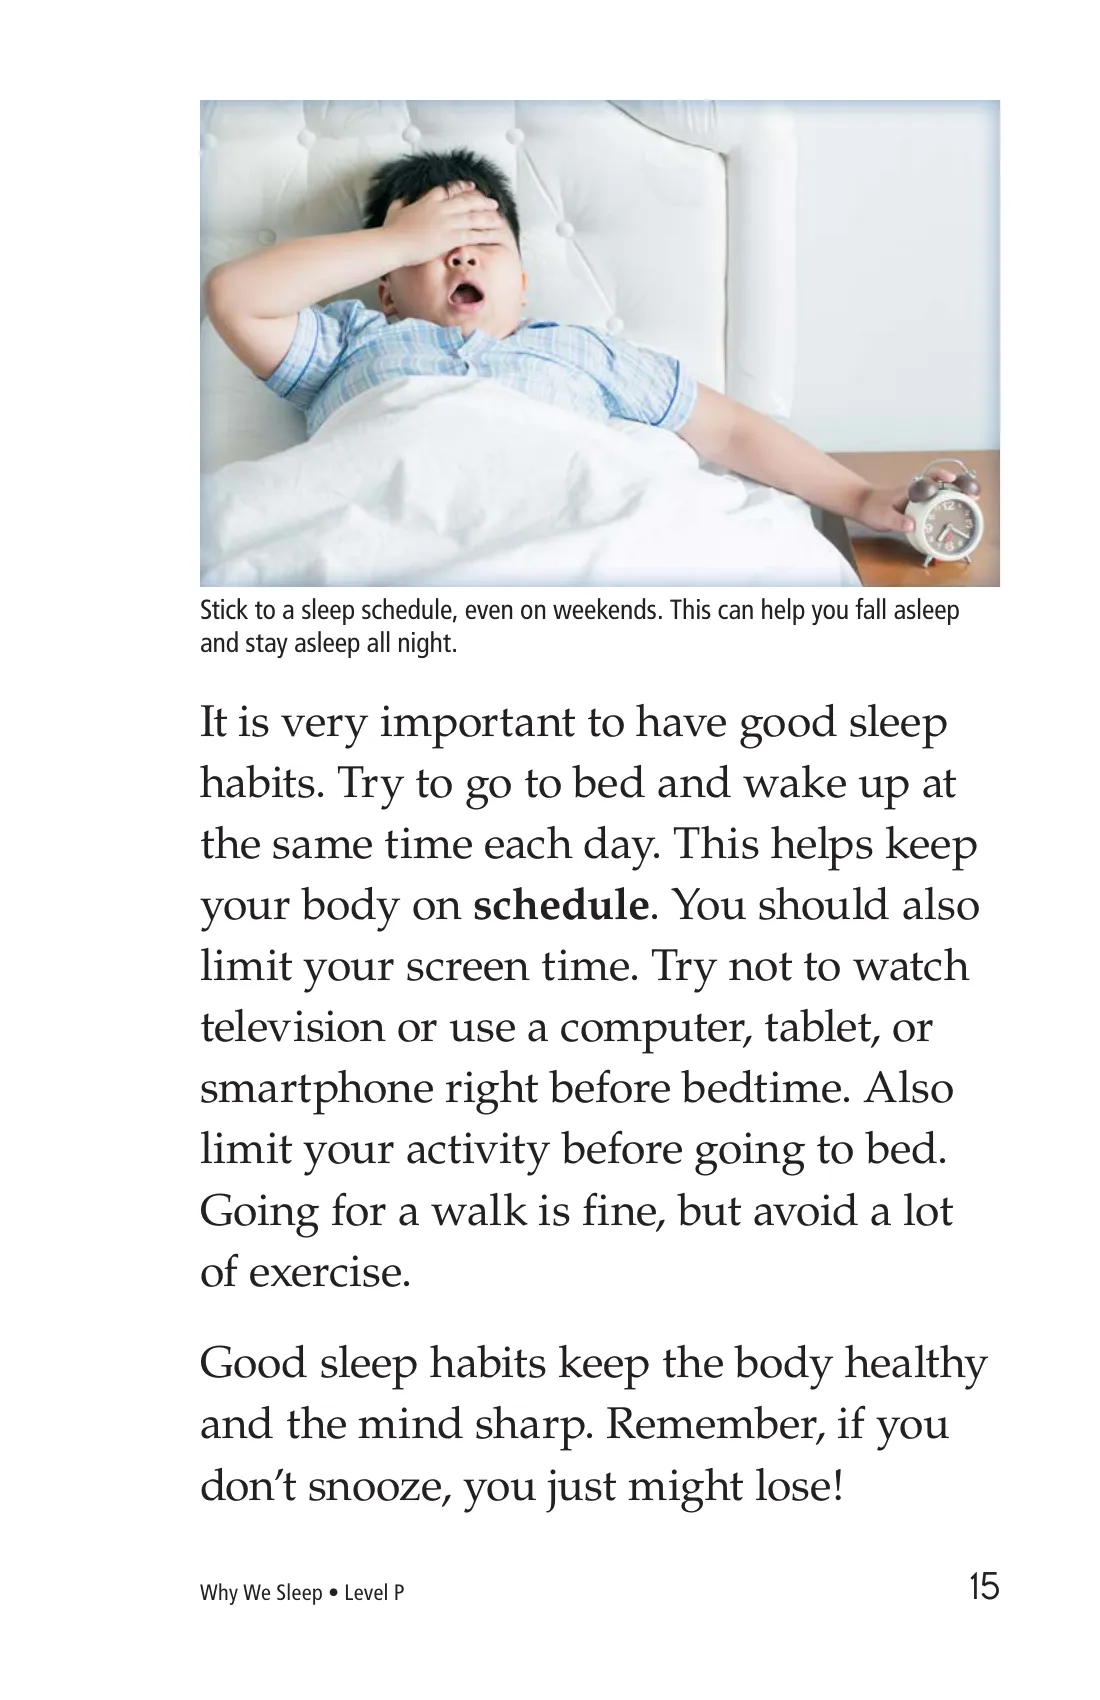 Stick to a sleep schedule, even on weekends. This can help you fall asleep
and stay asleep all night.
It is very important to have good sleep
habits. Try to go to bed and wake up at
the same time each day. This helps keep
your body on schedule. You should also
limit your screen time. Try not to watch
television or use a computer, tablet, or
smartphone right before bedtime. Also
limit your activity before going to bed.
Going for a walk is fine, but avoid a lot
of exercise.
Good sleep habits keep the body healthy
and the mind sharp. Remember, if you
don’t snooze, you just might lose!
Why We Sleep • Level P
15